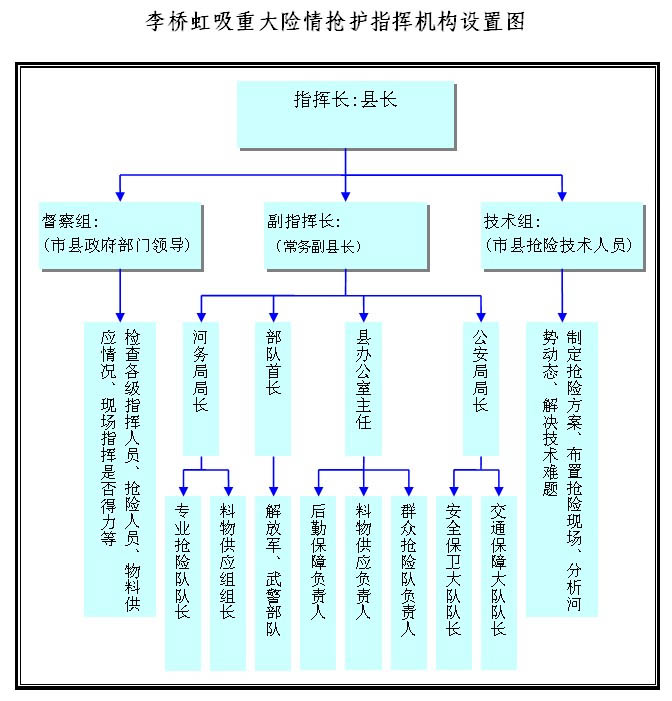 李桥虹吸重大险情抢护指挥机构设置图
指挥长:县长
督察组:
(市县政府部门领导)
副指挥长:
(常务副县长)
技术组:
(市县抢险技术人员)
检查各级指挥人员、抢险人员、物料供
应情况、现场指挥是否得力等
河务局局长
部队首长
县办公室主任
公安局局长
制定抢险方案、布置抢险现场、分析河
势动态、解决技术难题
专业抢险队队长
料物供应组组长
解放军、武警部队
后勤保障负责人
料物供应负责人
群众抢险队负责人
安全保卫大队队长
交通保障大队队长